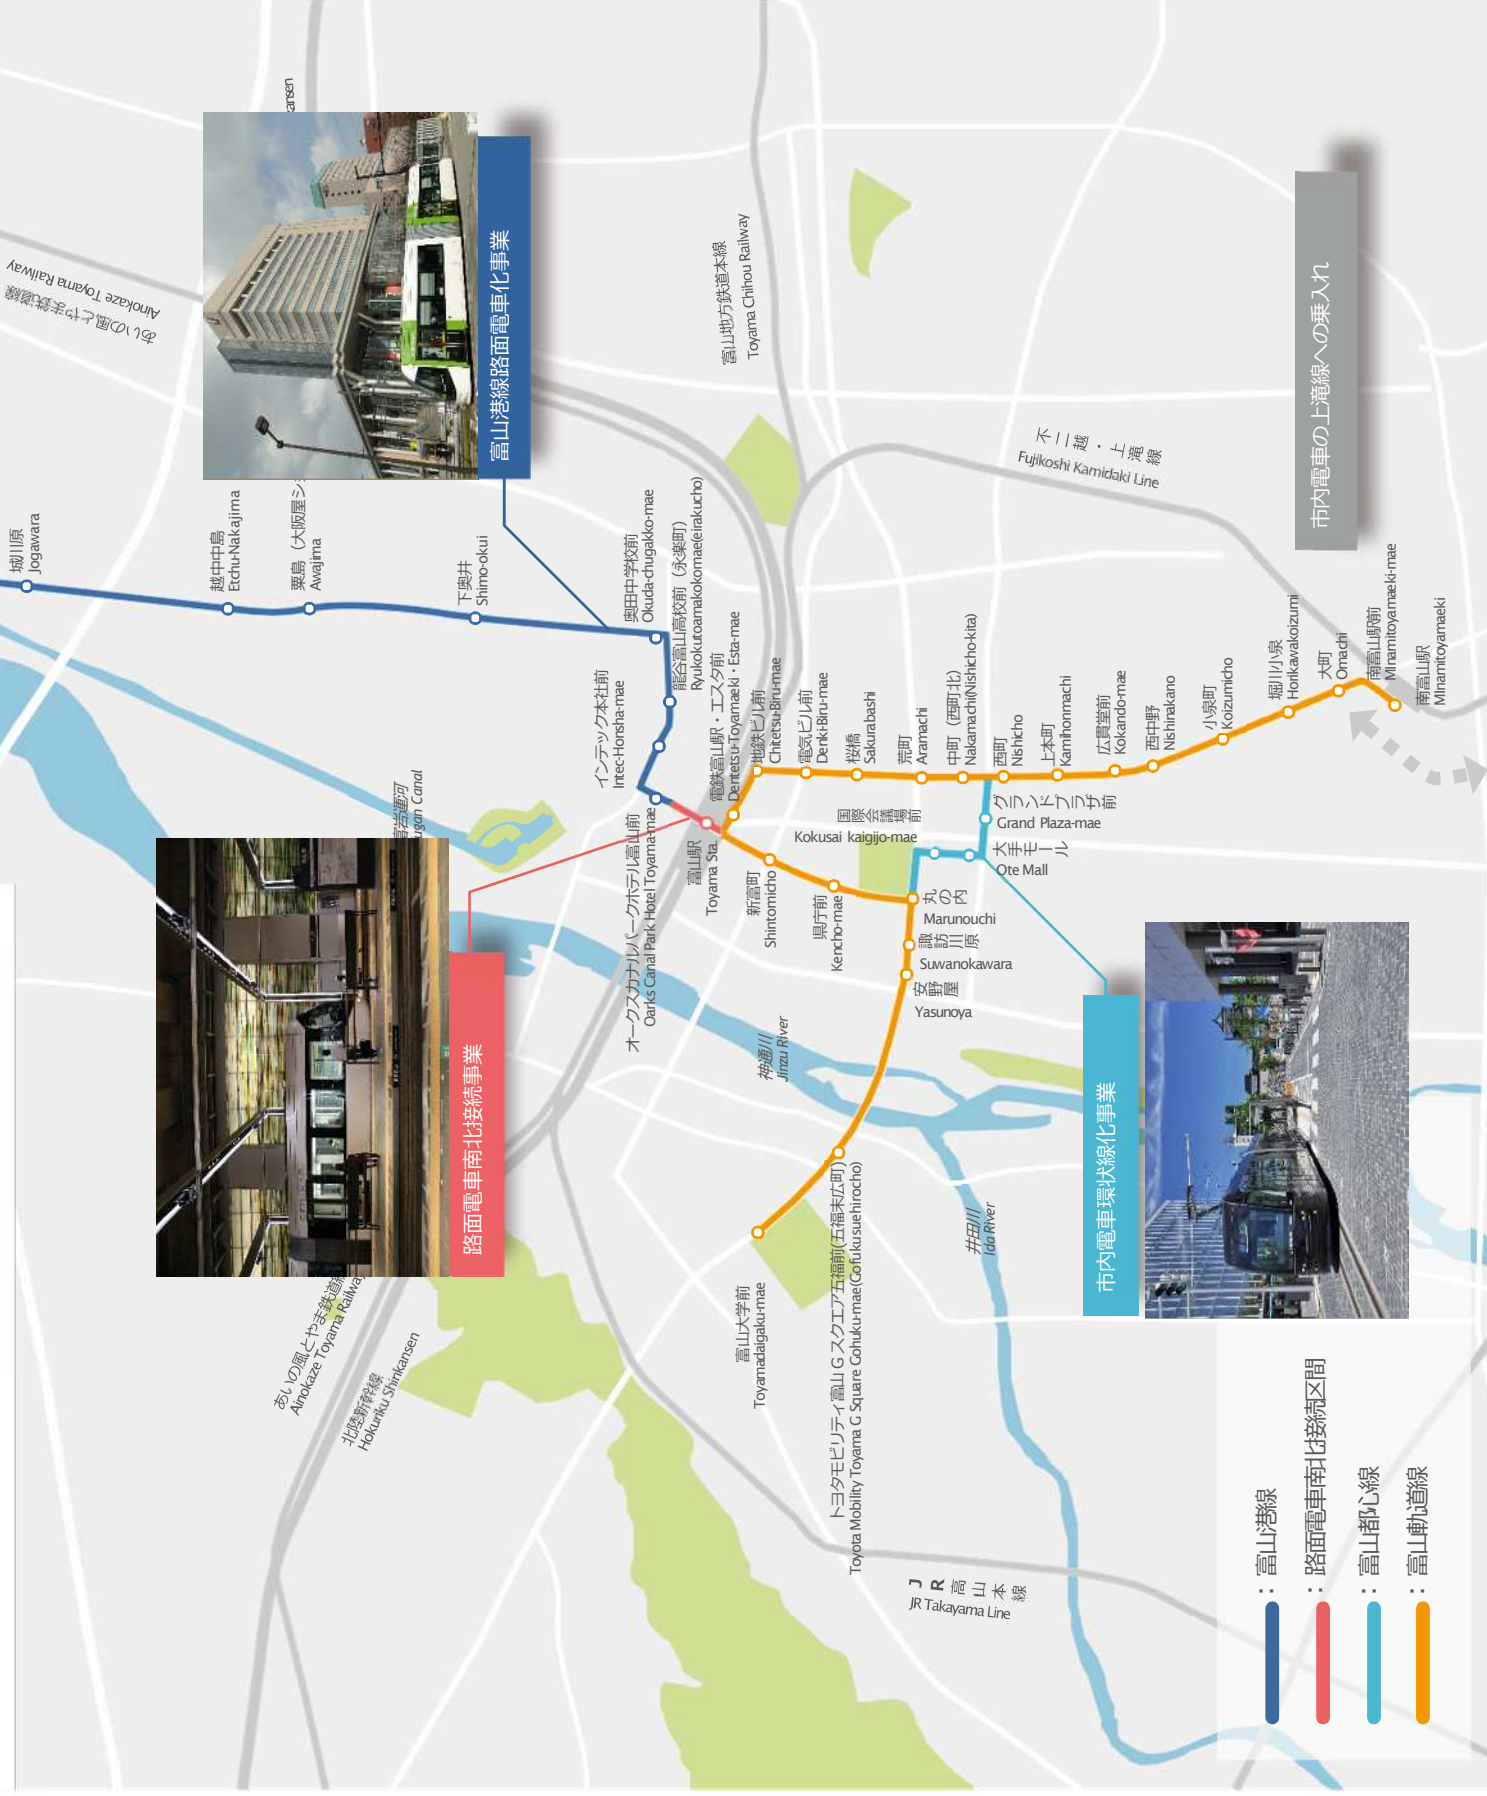 城川原
Jogawara
越中中島
Etchu-Nakajima
粟島（大阪屋シ
Awajima
下奥井
Shimo-okui
奥田中学校前
Okuda-chugakko-mae
龍谷富山高校前（永楽町）
Ryukokutoamakokomae(eirakucho)
インテック本社前
Intec-Honsha-mae
オークスカナルパークホテル富山前
Oarks Canal Park Hotel Toyama-mae
富山駅
Toyama Sta.
電鉄富山駅・エスタ前
Dentetsu-Toyamaeki・Esta-mae
地鉄ビル前
Chitetsu-Biru-mae
電気ビル前
Denki-Biru-mae
桜橋
Sakurabashi
荒町
Aramachi
中町（西町北）
Nakamachi(Nishicho-kita)
西町
Nishicho
上本町
Kamihonmachi
広貫堂前
Kokando-mae
西中野
Nishinakano
小泉町
Koizumicho
堀川小泉
Horikawakoizumi
大町
Omachi
南富山駅前
MInamitoyamaeki-mae
南富山駅
MInamitoyamaeki
新富町
Shintomicho
県庁前
Kencho-mae
丸の内
Marunouchi
諏訪川原
Suwanokawara
安野屋
Yasunoya
国際会議場前
Kokusai kaigijo-mae
大手モール
Ote Mall
グランドプラザ前
Grand Plaza-mae
トヨタモビリティ富山 G スクエア五福前(五福末広町)
Toyota Mobility Toyama G Square Gohuku-mae(Gofukusuehirocho)
富山大学前
Toyamadaigaku-mae
あいの風とやま鉄道線
Ainokaze Toyama Railway
kansen
富山地方鉄道本線
Toyama Chihou Railway
不二越・上滝線
Fujikoshi Kamidaki Line
富岩運河
ugan Canal
神通川
Jinzu River
井田川
Ida River
あいの風とやま鉄道線
Ainokaze Toyama Railway
北陸新幹線
Hokuriku Shinkansen
JR高山本線
JR Takayama Line
富山港線路面電車化事業
路面電車南北接続事業
市内電車環状線化事業
市内電車の上滝線への乗入れ
：富山港線
：路面電車南北接続区間
：富山都心線
：富山軌道線